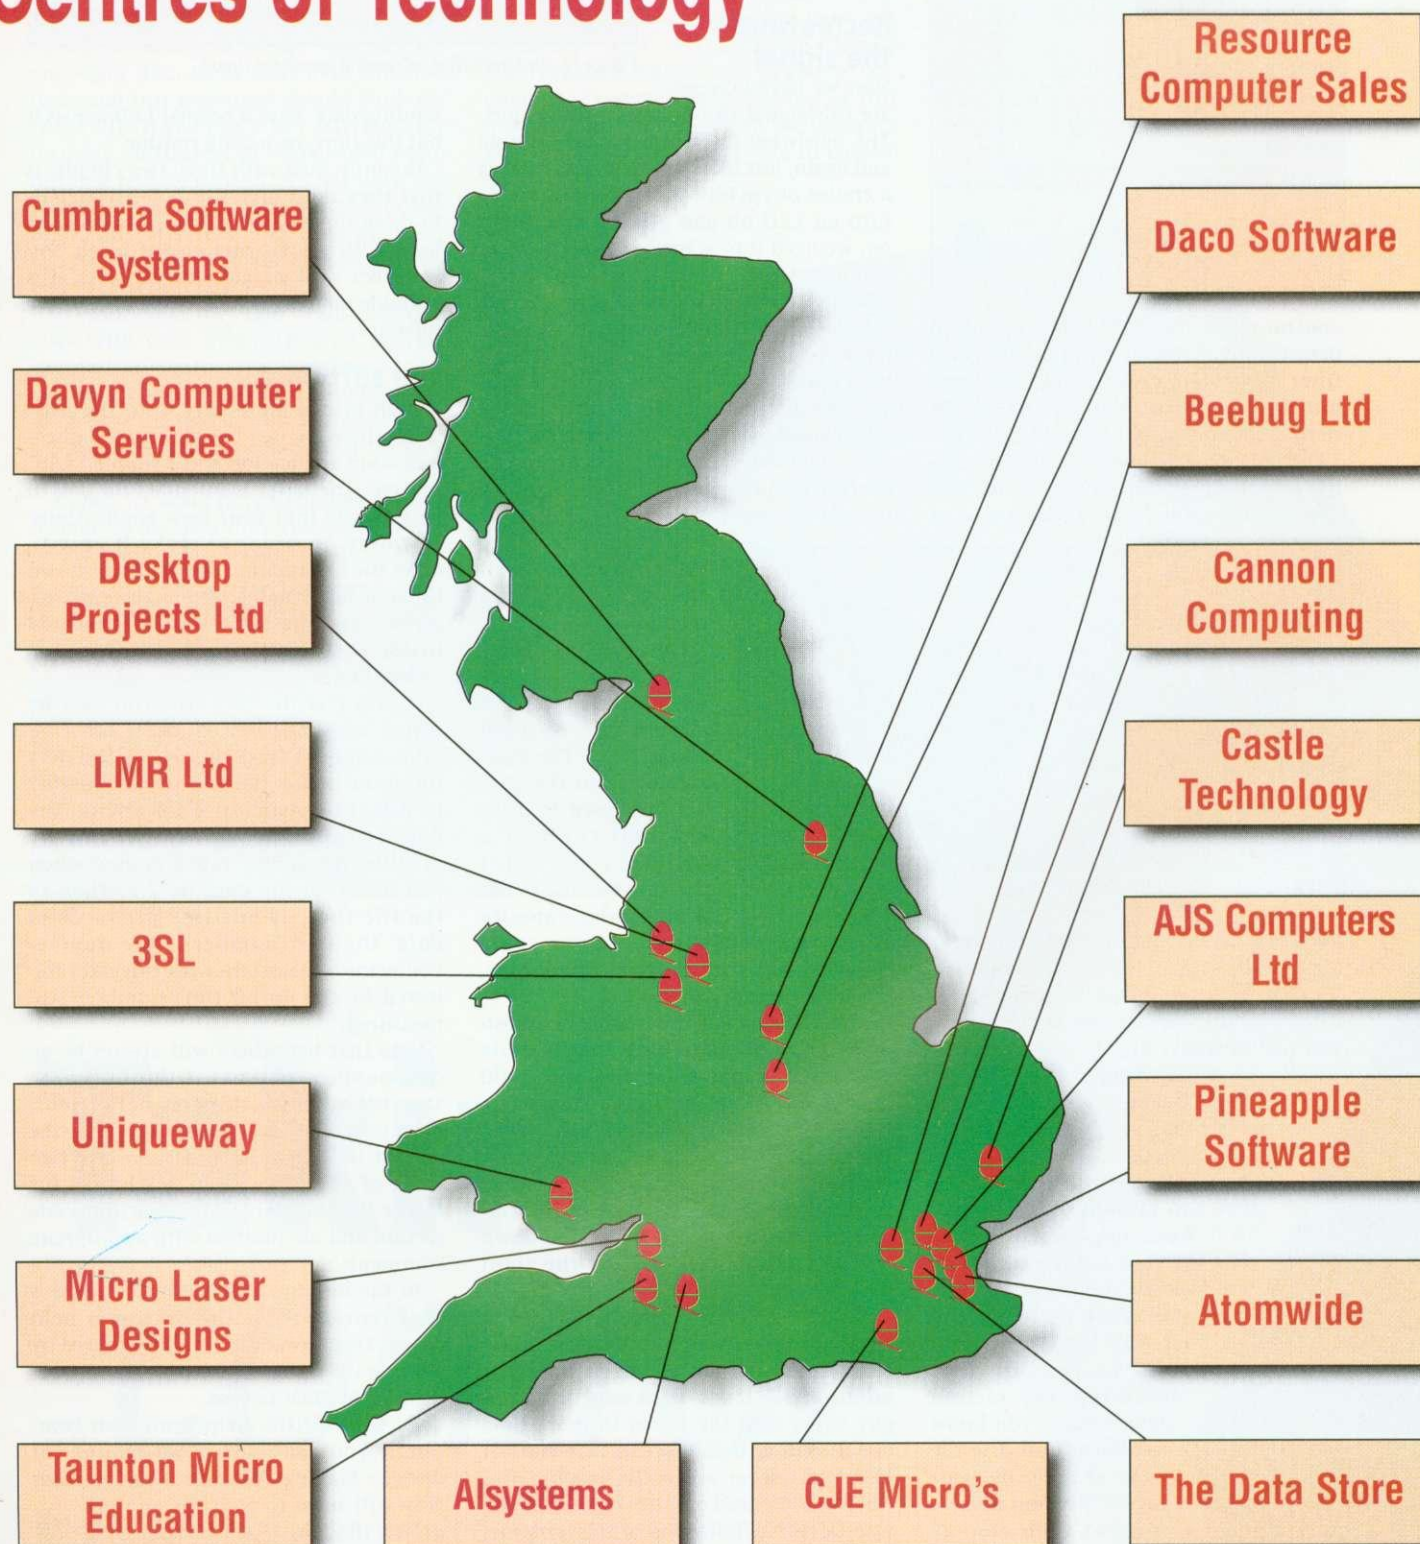 Centres of Technology
Resource
Computer Sales
Cumbria Software
Systems
Daco Software
Davyn Computer
Services
Beebug Ltd
Desktop
Projects Ltd
Cannon
Computing
LMR Ltd
Castle
Technology
3SL
AJS Computers
Ltd
Uniqueway
Pineapple
Software
Micro Laser
Designs
Atomwide
Taunton Micro
Education
Alsystems
CJE Micro's
The Data Store